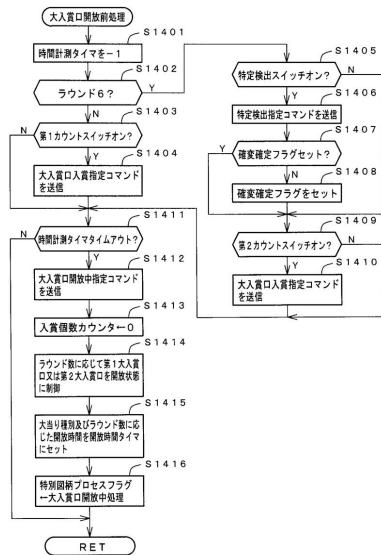 大入賞口開放前処理
S1401
時間計測タイマを−1
S1402
ラウンド6?
Y
N
S1403
第1カウントスイッチオン?
N
Y
S1404
大入賞口入賞指定コマンド
を送信
S1405
特定検出スイッチオン?
N
Y
S1406
特定検出指定コマンドを送信
S1407
確変確定フラグセット?
Y
N
S1408
確変確定フラグをセット
S1409
第2カウントスイッチオン?
N
Y
S1410
大入賞口入賞指定コマンド
を送信
S1411
時間計測タイマタイムアウト?
N
Y
S1412
大入賞口開放中指定コマンド
を送信
S1413
入賞個数カウンタ←0
S1414
ラウンド数に応じて第1大入賞
口又は第2大入賞口を開放状態
に制御
S1415
大当り種別及びラウンド数に応
じた開放時間を開放時間タイマ
にセット
S1416
特別図柄プロセスフラグ
←大入賞口開放中処理
RET